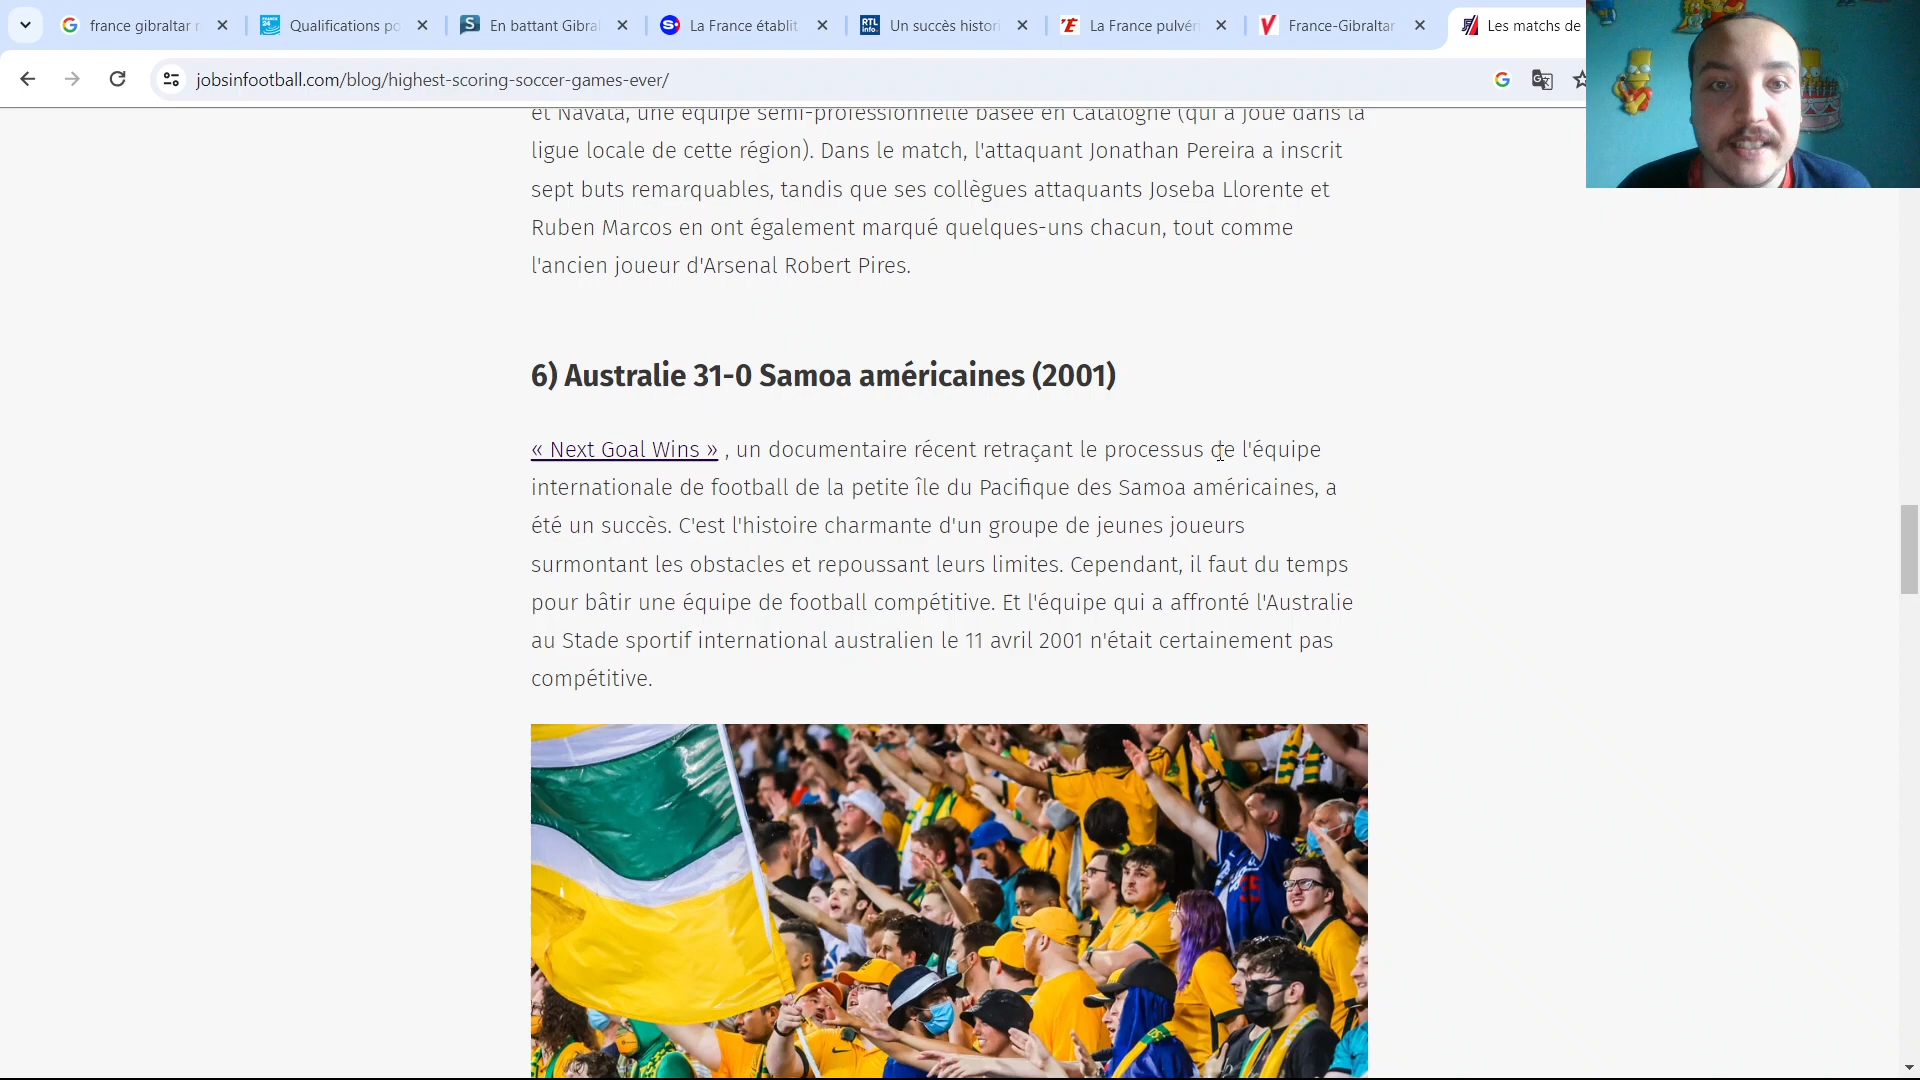 france gibraltar r
Qualifications po
En battant Gibral
La France établit
Un succès histori
La France pulvéri
France-Gibraltar
Les matchs de
jobsinfootball.com/blog/highest-scoring-soccer-games-ever/
et Navata, une équipe semi-professionnelle basée en Catalogne (qui a joué dans la
ligue locale de cette région). Dans le match, l'attaquant Jonathan Pereira a inscrit
sept buts remarquables, tandis que ses collègues attaquants Joseba Llorente et
Ruben Marcos en ont également marqué quelques-uns chacun, tout comme
l'ancien joueur d'Arsenal Robert Pires.
6) Australie 31-0 Samoa américaines (2001)
« Next Goal Wins » , un documentaire récent retraçant le processus de l'équipe
internationale de football de la petite île du Pacifique des Samoa américaines, a
été un succès. C'est l'histoire charmante d'un groupe de jeunes joueurs
surmontant les obstacles et repoussant leurs limites. Cependant, il faut du temps
pour bâtir une équipe de football compétitive. Et l'équipe qui a affronté l'Australie
au Stade sportif international australien le 11 avril 2001 n'était certainement pas
compétitive.